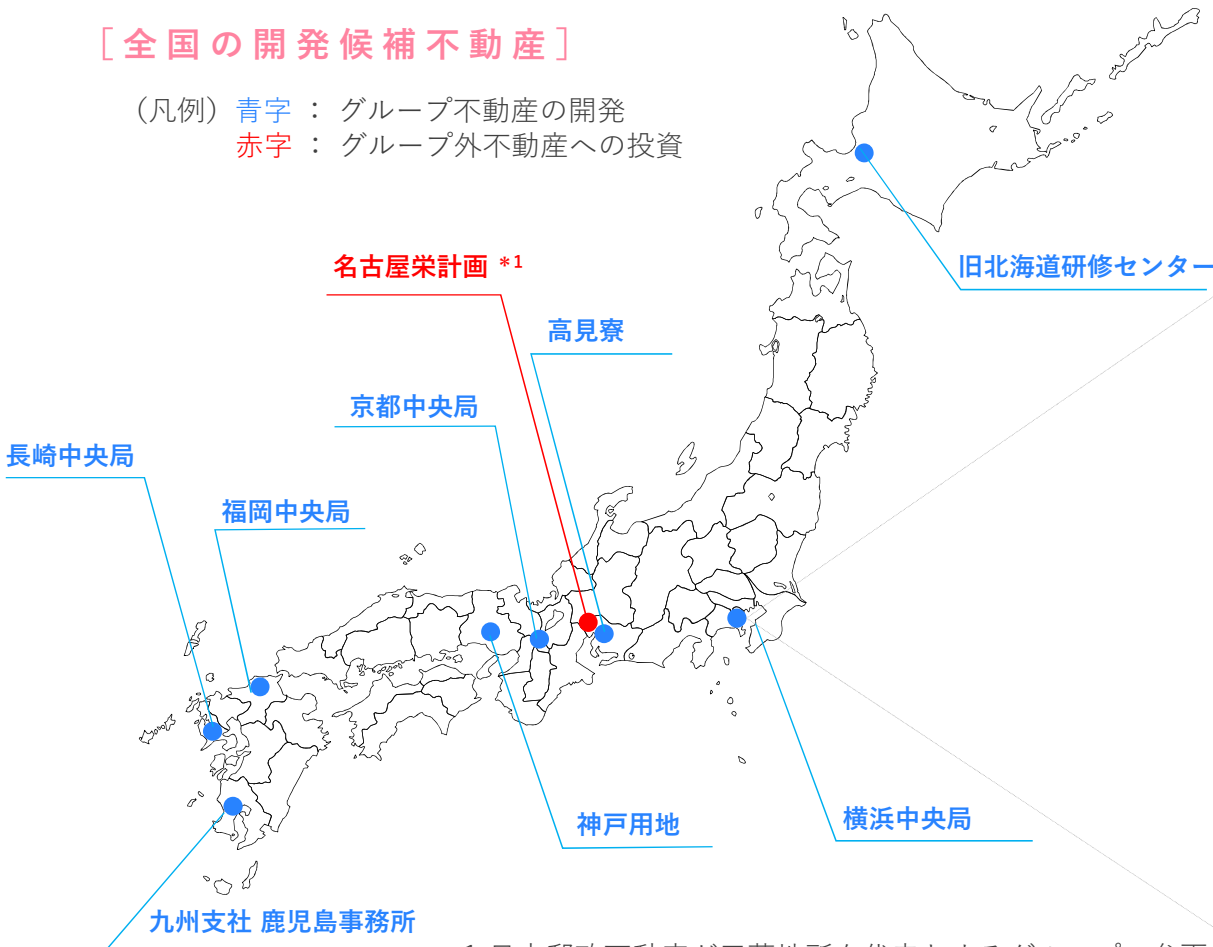 ［全国の開発候補不動産］
（凡例）青字 ： グループ不動産の開発
赤字 ： グループ外不動産への投資
名古屋栄計画 *1
旧北海道研修センター
高見寮
京都中央局
長崎中央局
福岡中央局
神戸用地
横浜中央局
九州支社 鹿児島事務所